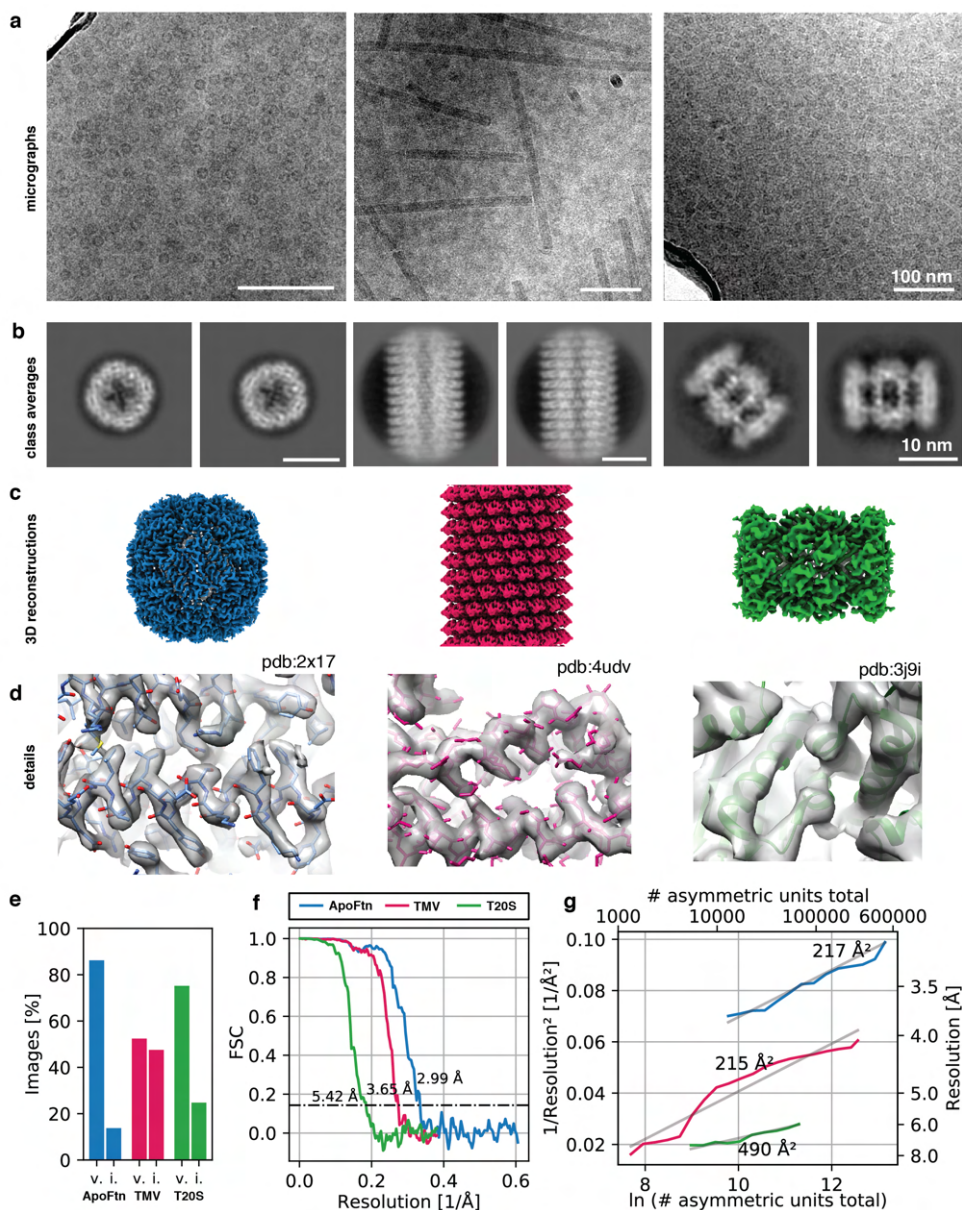 a
micrographs
100 nm
b
class averages
10 nm
c
3D reconstructions
d
details
pdb:2x17
pdb:4udv
pdb:3j9i
e
Images [%]
100
80
60
40
20
0
v. i. v. i. v. i.
ApoFtn TMV T20S
f
ApoFtn TMV T20S
FSC
1.0
0.8
0.6
0.4
0.2
0.0
5.42 Å
3.65 Å
2.99 Å
0.0 0.2 0.4 0.6
Resolution [1/Å]
g
# asymmetric units total
1000 10000 100000 600000
1/Resolution² [1/Å²]
0.10
0.08
0.06
0.04
0.02
217 Å²
215 Å²
490 Å²
3.5
4.0
5.0
6.0
8.0
Resolution [Å]
8 10 12
ln (# asymmetric units total)